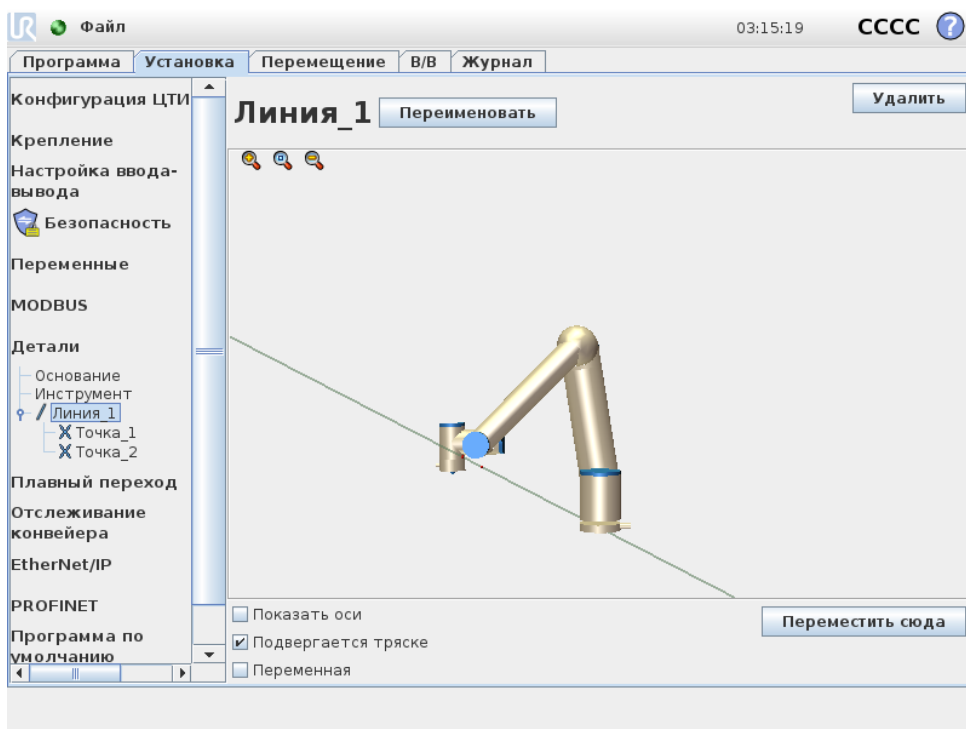 UR Файл 03:15:19 CCCC ?
Программа Установка Перемещение В/В Журнал
Конфигурация ЦТИ
Крепление
Настройка ввода-
вывода
Безопасность
Переменные
MODBUS
Детали
Основание
Инструмент
Линия_1
Точка_1
Точка_2
Плавный переход
Отслеживание
конвейера
EtherNet/IP
PROFINET
Программа по
умолчанию
Линия_1 Переименовать Удалить
Показать оси
Подвергается тряске
Переменная
Переместить сюда